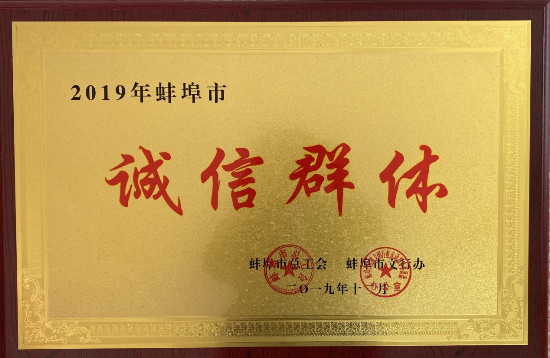 2019年蚌埠市
诚信群体
蚌埠市总工会 蚌埠市文行办
二〇一九年十一月